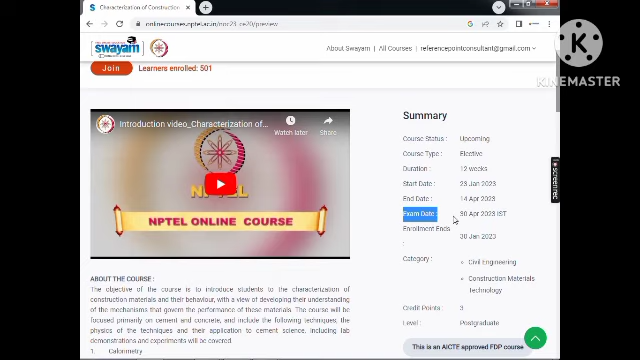 Characterization of Construction
onlinecourses.nptel.ac.in/noc23_ce20/preview
swayam
About Swayam | All Courses | referencepointconsultant@gmail.com
KINEMASTER
Join
Learners enrolled: 501
Introduction video_Characterization of...
Watch later
Share
NPTEL
NPTEL ONLINE COURSE
Summary
Course Status : Upcoming
Course Type : Elective
Duration : 12 weeks
Start Date : 23 Jan 2023
End Date : 14 Apr 2023
Exam Date : 30 Apr 2023 IST
Enrollment Ends : 30 Jan 2023
Category :
Civil Engineering
Construction Materials Technology
Credit Points : 3
Level : Postgraduate
This is an AICTE approved FDP course
screenrec
ABOUT THE COURSE :
The objective of the course is to introduce students to the characterization of
construction materials and their behaviour, with a view of developing their understanding
of the mechanisms that govern the performance of these materials. The course will be
focused primarily on cement and concrete, and include the following techniques, the
physics of the techniques and their application to cement science, including lab
demonstrations and experiments will be covered.
1. Calorimetry